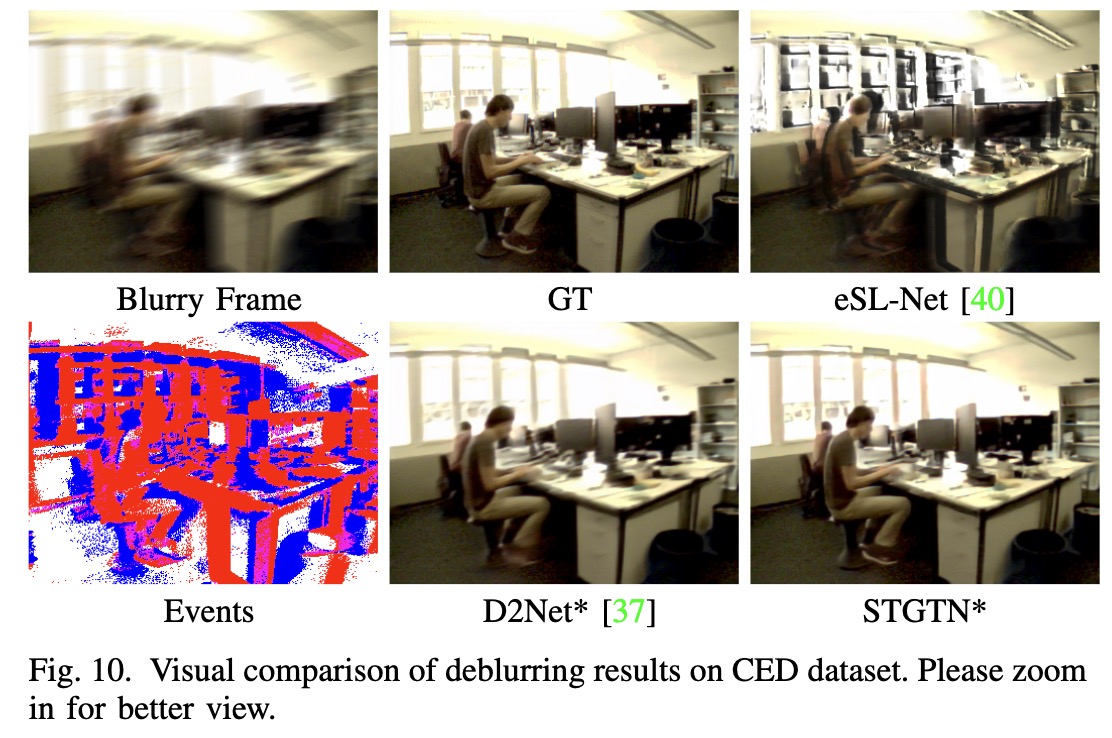 Blurry Frame
GT
eSL-Net [40]
Events
D2Net* [37]
STGTN*
Fig. 10. Visual comparison of deblurring results on CED dataset. Please zoom
in for better view.